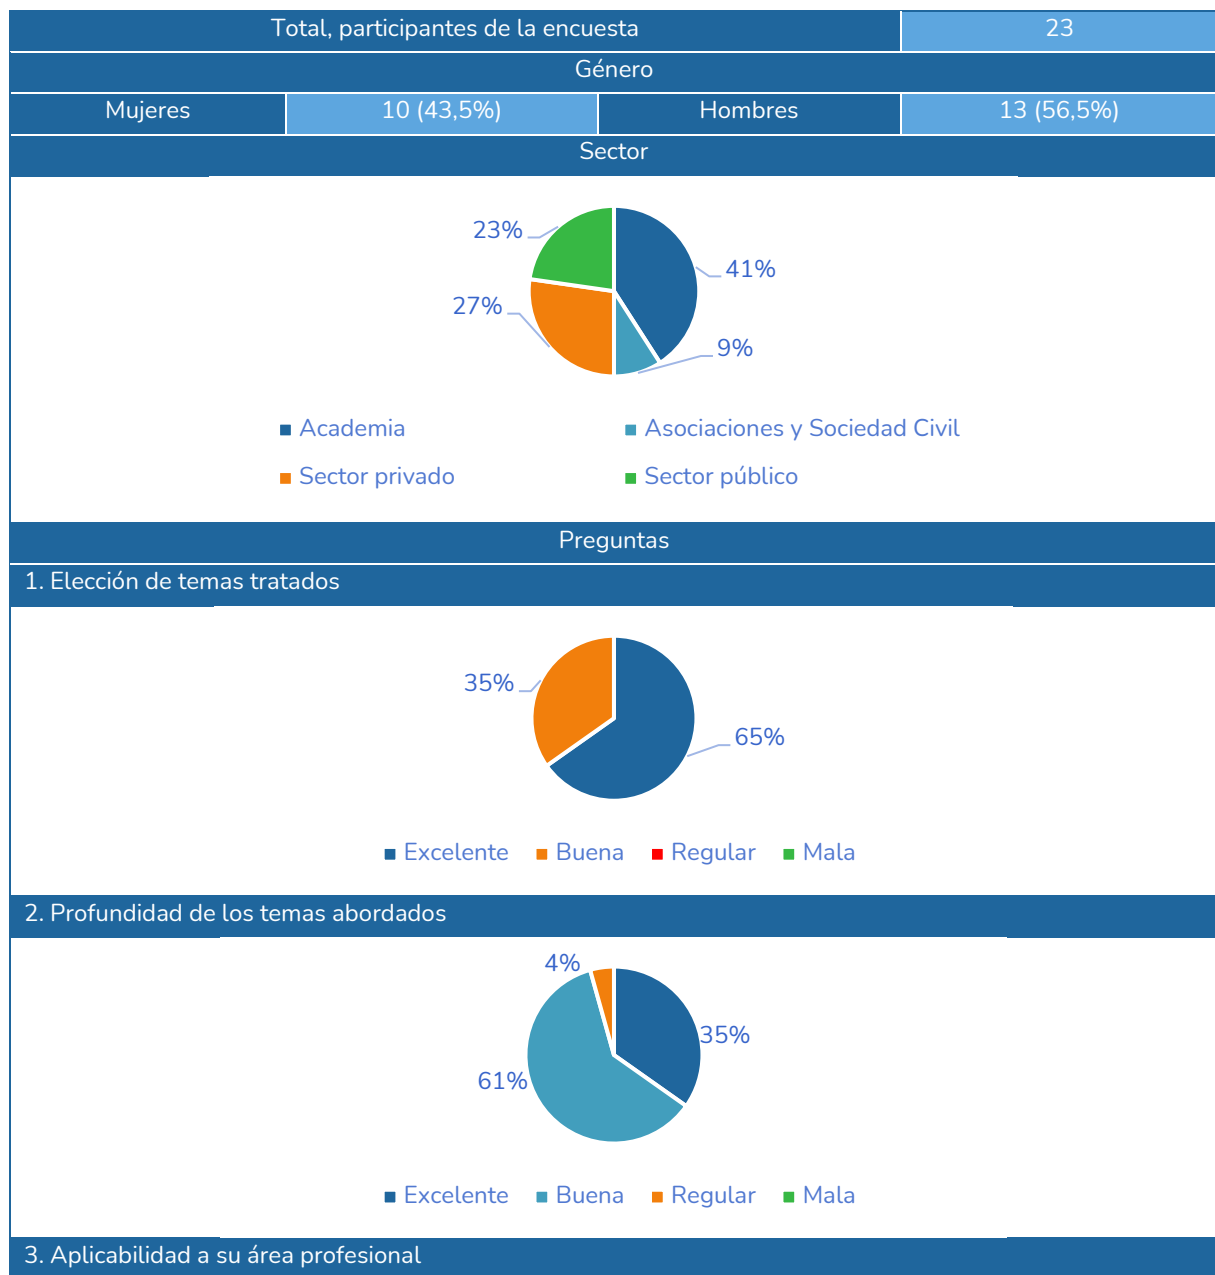 Total, participantes de la encuesta 23
Género
Mujeres 10 (43,5%) Hombres 13 (56,5%)
Sector
23%
41%
27%
9%
Academia Asociaciones y Sociedad Civil
Sector privado Sector público
Preguntas
1. Elección de temas tratados
35%
65%
Excelente Buena Regular Mala
2. Profundidad de los temas abordados
4%
35%
61%
Excelente Buena Regular Mala
3. Aplicabilidad a su área profesional